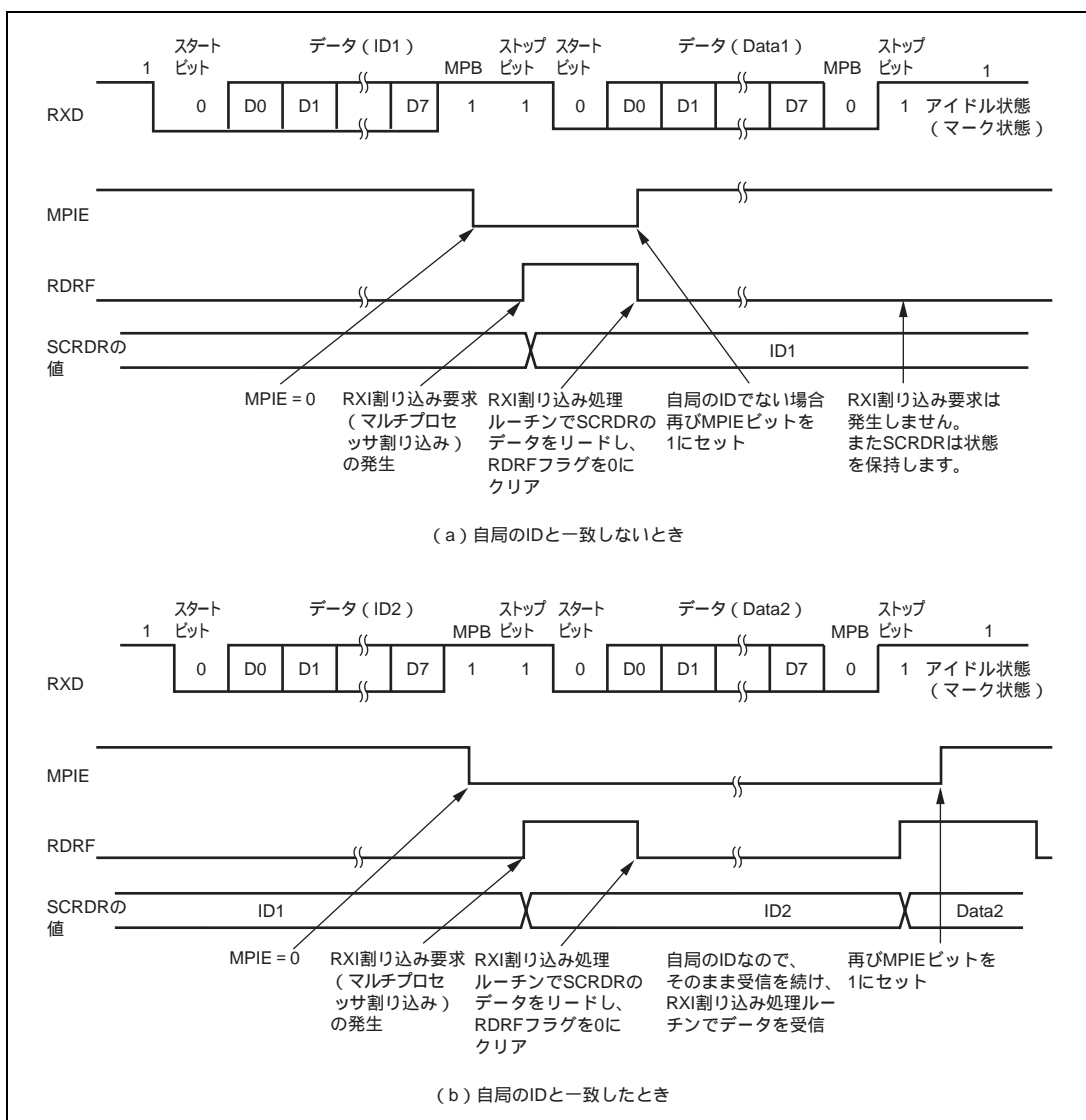 スタート
ビット
データ（ID1）
ストップ
ビット
スタート
ビット
データ（Data1）
ストップ
ビット
1
MPB
MPB
1
RXD
0
D0
D1
D7
1
1
0
D0
D1
D7
0
1
アイドル状態
（マーク状態）
MPIE
RDRF
SCRDRの
値
ID1
MPIE = 0
RXI割り込み要求
（マルチプロセ
ッサ割り込み）
の発生
RXI割り込み処理
ルーチンでSCRDRの
データをリードし、
RDRFフラグを0に
クリア
自局のIDでない場合
再びMPIEビットを
1にセット
RXI割り込み要求は
発生しません。
またSCRDRは状態
を保持します。
（a）自局のIDと一致しないとき
スタート
ビット
データ（ID2）
ストップ
ビット
スタート
ビット
データ（Data2）
ストップ
ビット
1
MPB
MPB
1
RXD
0
D0
D1
D7
1
1
0
D0
D1
D7
0
1
アイドル状態
（マーク状態）
MPIE
RDRF
SCRDRの
値
ID1
ID2
Data2
MPIE = 0
RXI割り込み要求
（マルチプロセ
ッサ割り込み）
の発生
RXI割り込み処理
ルーチンでSCRDRの
データをリードし、
RDRFフラグを0に
クリア
自局のIDなので、
そのまま受信を続け、
RXI割り込み処理ルー
チンでデータを受信
再びMPIEビットを
1にセット
（b）自局のIDと一致したとき